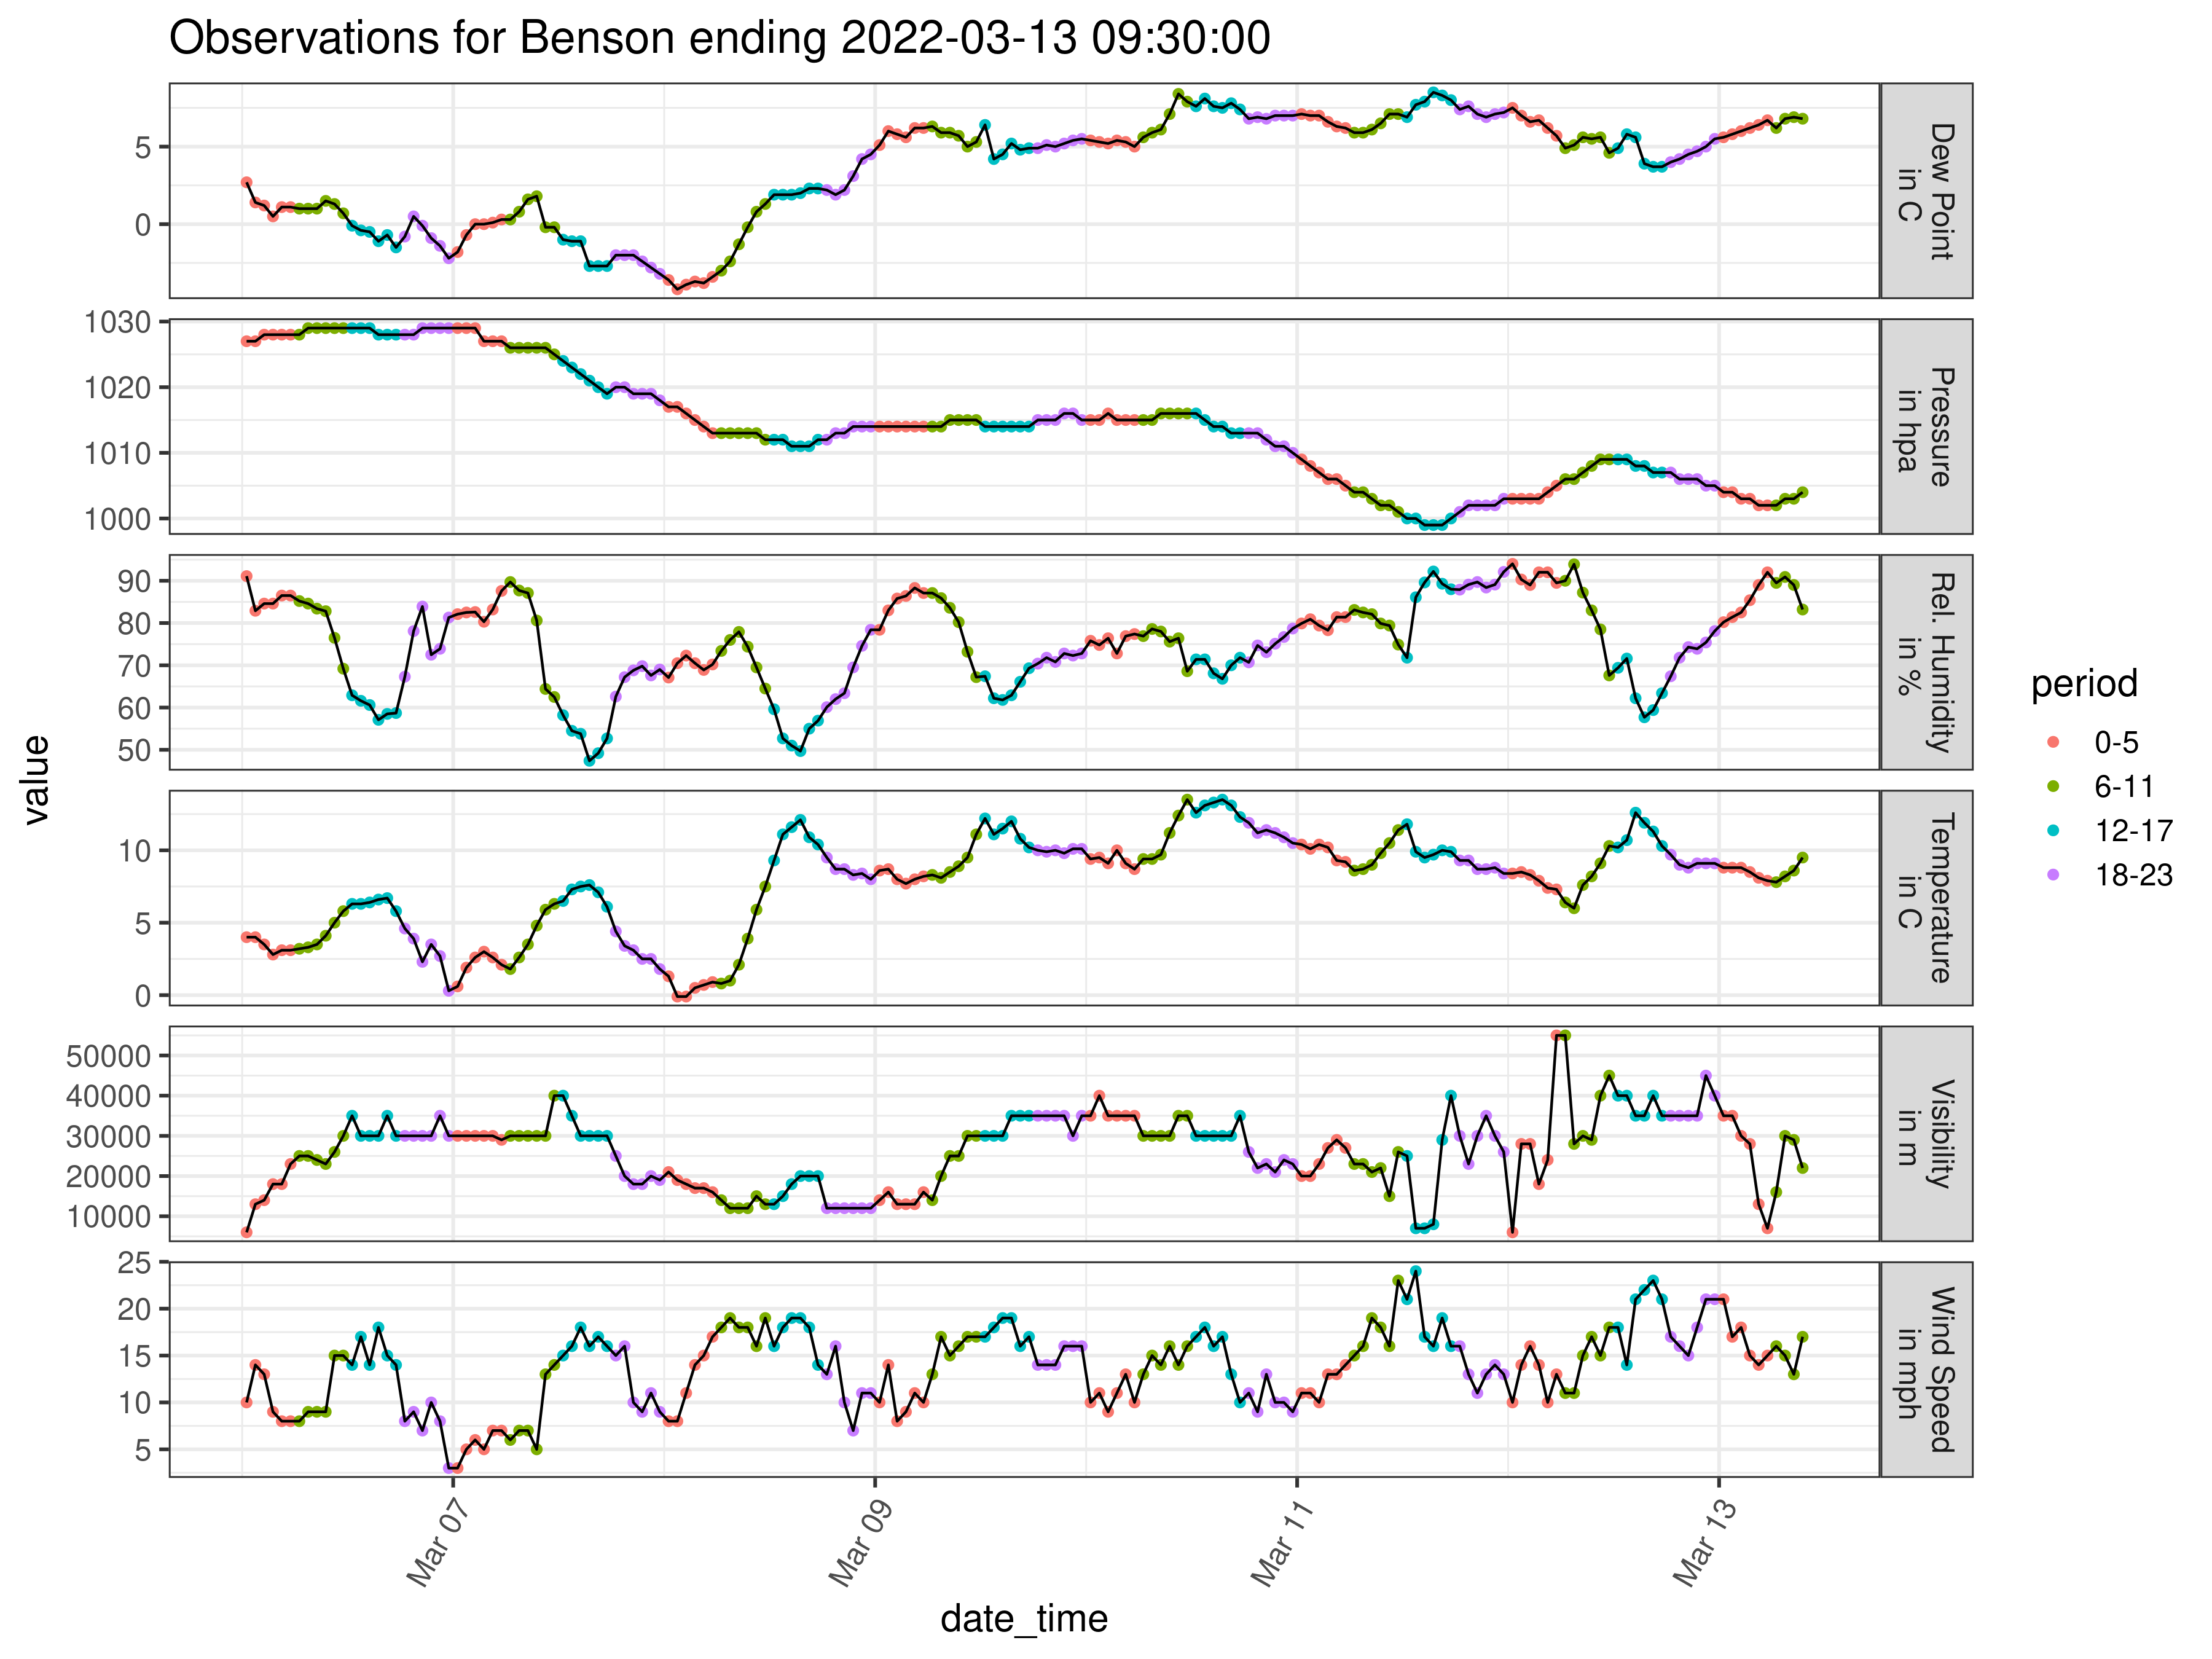 Observations for Benson ending 2022-03-13 09:30:00
value
5
0
Dew Point
in C
1030
1020
1010
1000
Pressure
in hpa
90
80
70
60
50
Rel. Humidity
in %
10
5
0
Temperature
in C
50000
40000
30000
20000
10000
Visibility
in m
25
20
15
10
5
Wind Speed
in mph
Mar 07
Mar 09
Mar 11
Mar 13
date_time
period
0-5
6-11
12-17
18-23